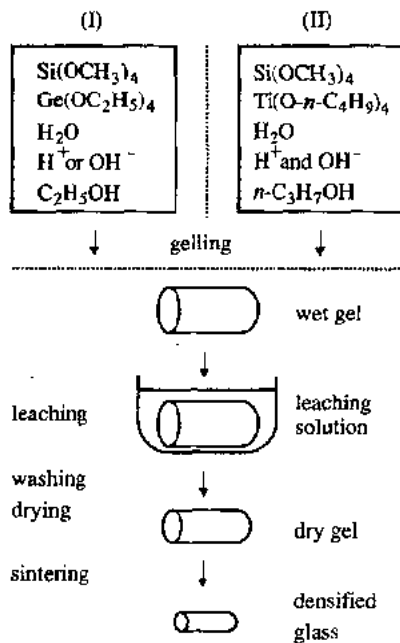 (I)
(II)
Si(OCH₃)₄
Ge(OC₂H₅)₄
H₂O
H⁺ or OH⁻
C₂H₅OH
Si(OCH₃)₄
Ti(O-n-C₄H₉)₄
H₂O
H⁺ and OH⁻
n-C₃H₇OH
gelling
wet gel
leaching
leaching
solution
washing
drying
dry gel
sintering
densified
glass